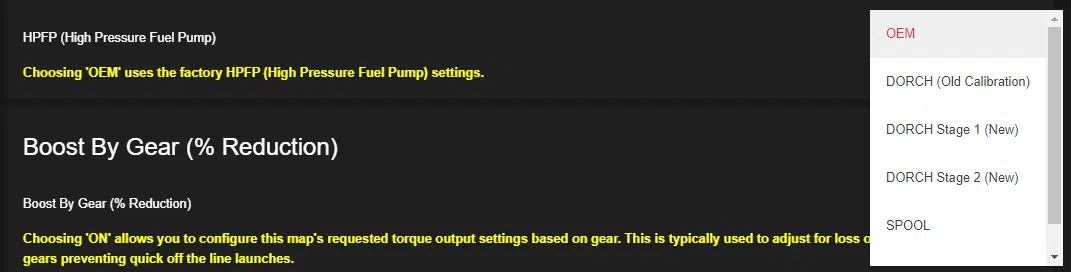 HPFP (High Pressure Fuel Pump)
Choosing 'OEM' uses the factory HPFP (High Pressure Fuel Pump) settings.
Boost By Gear (% Reduction)
Boost By Gear (% Reduction)
Choosing 'ON' allows you to configure this map's requested torque output settings based on gear. This is typically used to adjust for loss
gears preventing quick off the line launches.
OEM
DORCH (Old Calibration)
DORCH Stage 1 (New)
DORCH Stage 2 (New)
SPOOL